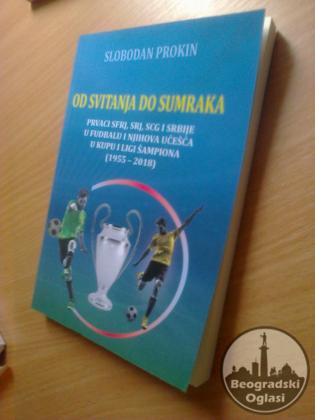 SLOBODAN PROKIN
OD SVITANJA DO SUMRAKA
PRVACI SFRJ, SRJ, SCG I SRBIJE
U FUDBALU I NJIHOVA UČEŠĆA
U KUPU I LIGI ŠAMPIONA
(1955 – 2018)
Beogradski
Oglasi